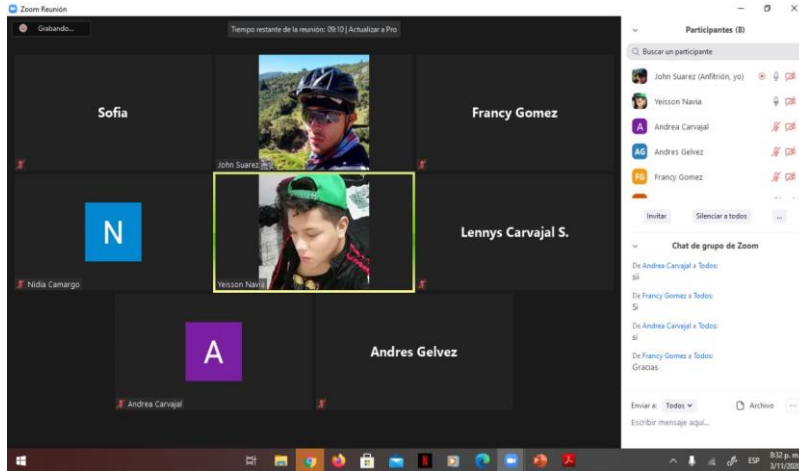 Zoom Reunión
Grabando...
Tiempo restante de la reunión: 09:10 | Actualizar a Pro
Sofia
John Suarez
Francy Gomez
N
Nidia Camargo
Yeisson Navia
Lennys Carvajal S.
A
Andrea Carvajal
Andres Gelvez
Participantes (8)
Buscar un participante
John Suarez (Anfitrión, yo)
Yeisson Navia
A Andrea Carvajal
AG Andres Gelvez
FG Francy Gomez
Invitar Silenciar a todos ...
Chat de grupo de Zoom
De Andrea Carvajal a Todos:
sii
De Francy Gomez a Todos:
Si
De Andrea Carvajal a Todos:
si
De Francy Gomez a Todos:
Gracias
Enviar a: Todos Archivo ...
Escribir mensaje aquí...
ESP
8:32 p. m.